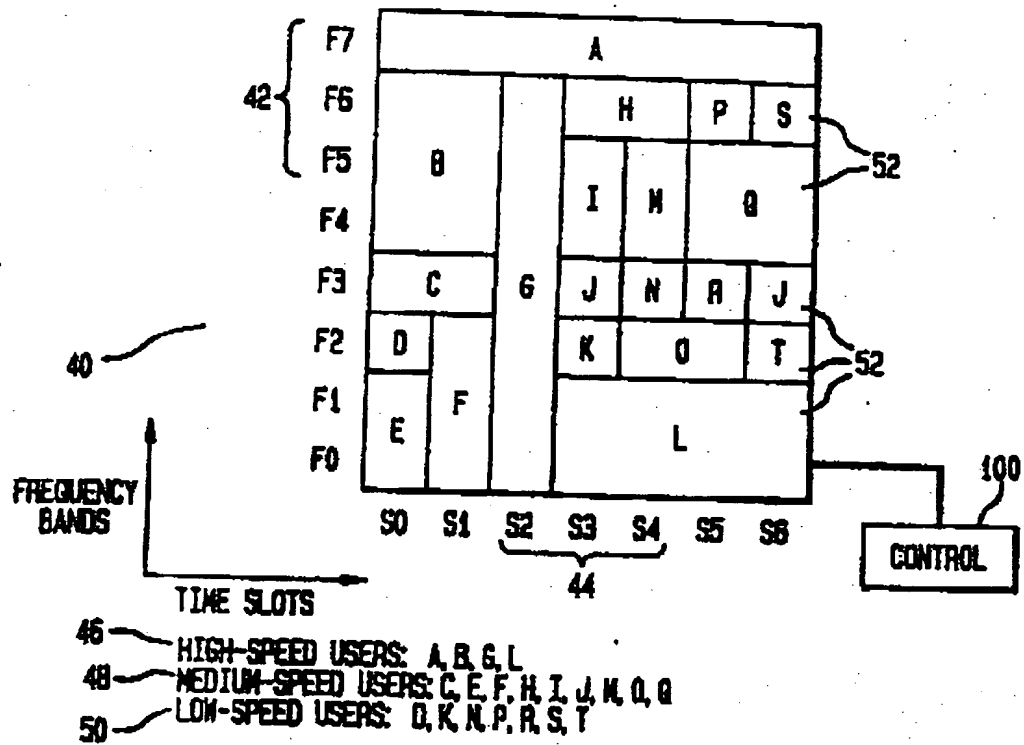 F7 A
42 F6 H P S
F5 B 52
F4 I M Q
F3 C G J N R J
40 F2 D K O T 52
F1 E F L
F0
100
FREQUENCY
BANDS
S0 S1 S2 S3 S4 S5 S6
CONTROL
44
TIME SLOTS
46 HIGH-SPEED USERS: A, B, G, L
48 MEDIUM-SPEED USERS: C, E, F, H, I, J, M, O, Q
50 LOW-SPEED USERS: D, K, N, P, R, S, T